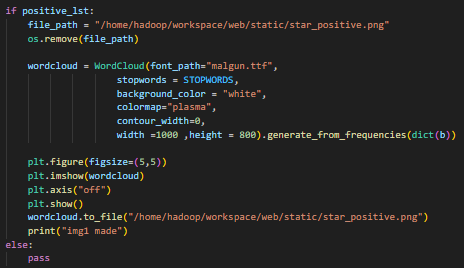 if positive_lst:
    file_path = "/home/hadoop/workspace/web/static/star_positive.png"
    os.remove(file_path)

    wordcloud = WordCloud(font_path="malgun.ttf",
                    stopwords = STOPWORDS,
                    background_color = "white",
                    colormap="plasma",
                    contour_width=0,
                    width =1000 ,height = 800).generate_from_frequencies(dict(b))

    plt.figure(figsize=(5,5))
    plt.imshow(wordcloud)
    plt.axis("off")
    plt.show()
    wordcloud.to_file("/home/hadoop/workspace/web/static/star_positive.png")
    print("img1 made")
else:
    pass